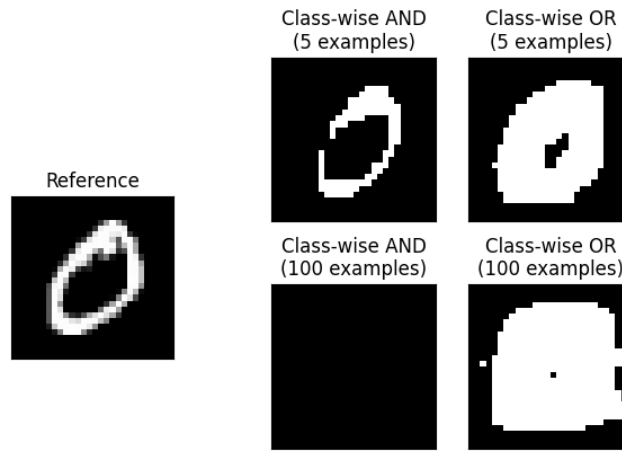 Class-wise AND
(5 examples)
Class-wise OR
(5 examples)
Reference
Class-wise AND
(100 examples)
Class-wise OR
(100 examples)